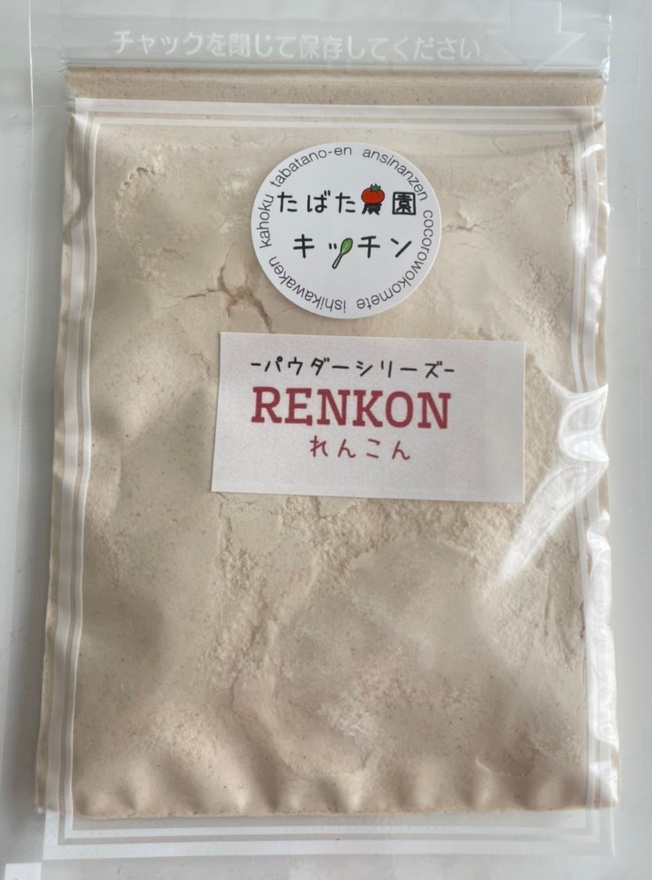 チャックを閉じて保存してください。
ishikawaken kahoku tabatano-en ansinanzen cocorowokomete
たばた農園
キッチン
-パウダーシリーズ-
RENKON
れんこん